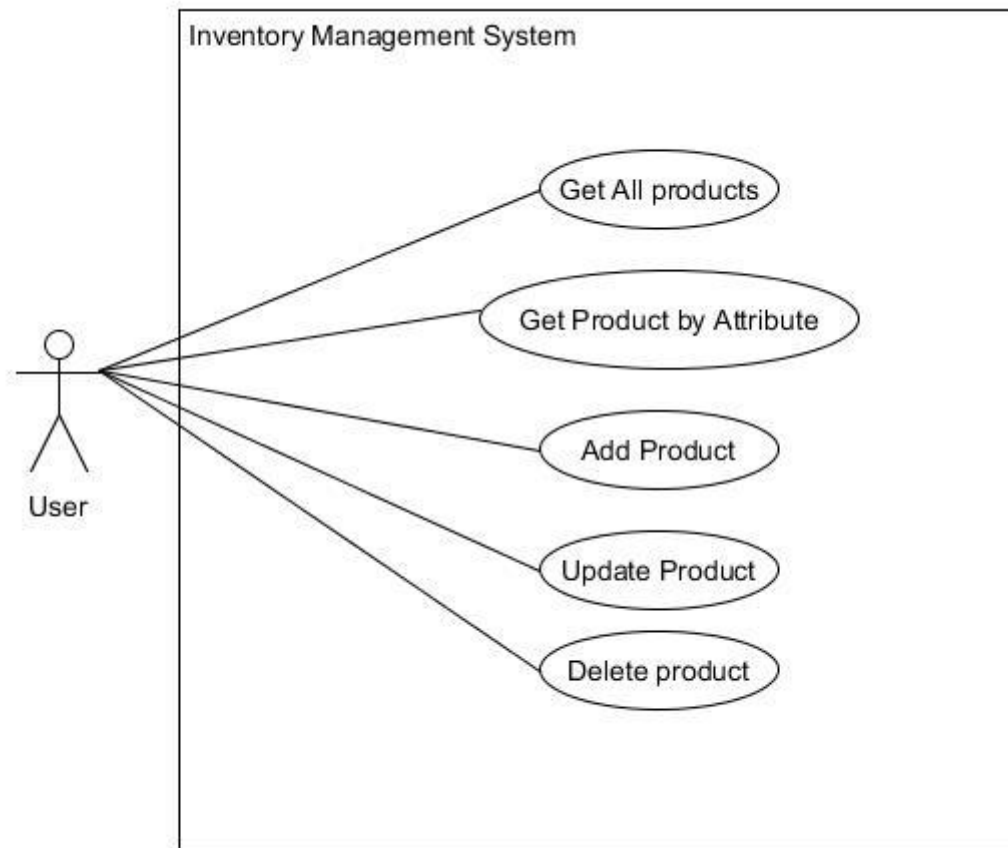 Inventory Management System
Get All products
Get Product by Attribute
Add Product
User
Update Product
Delete product